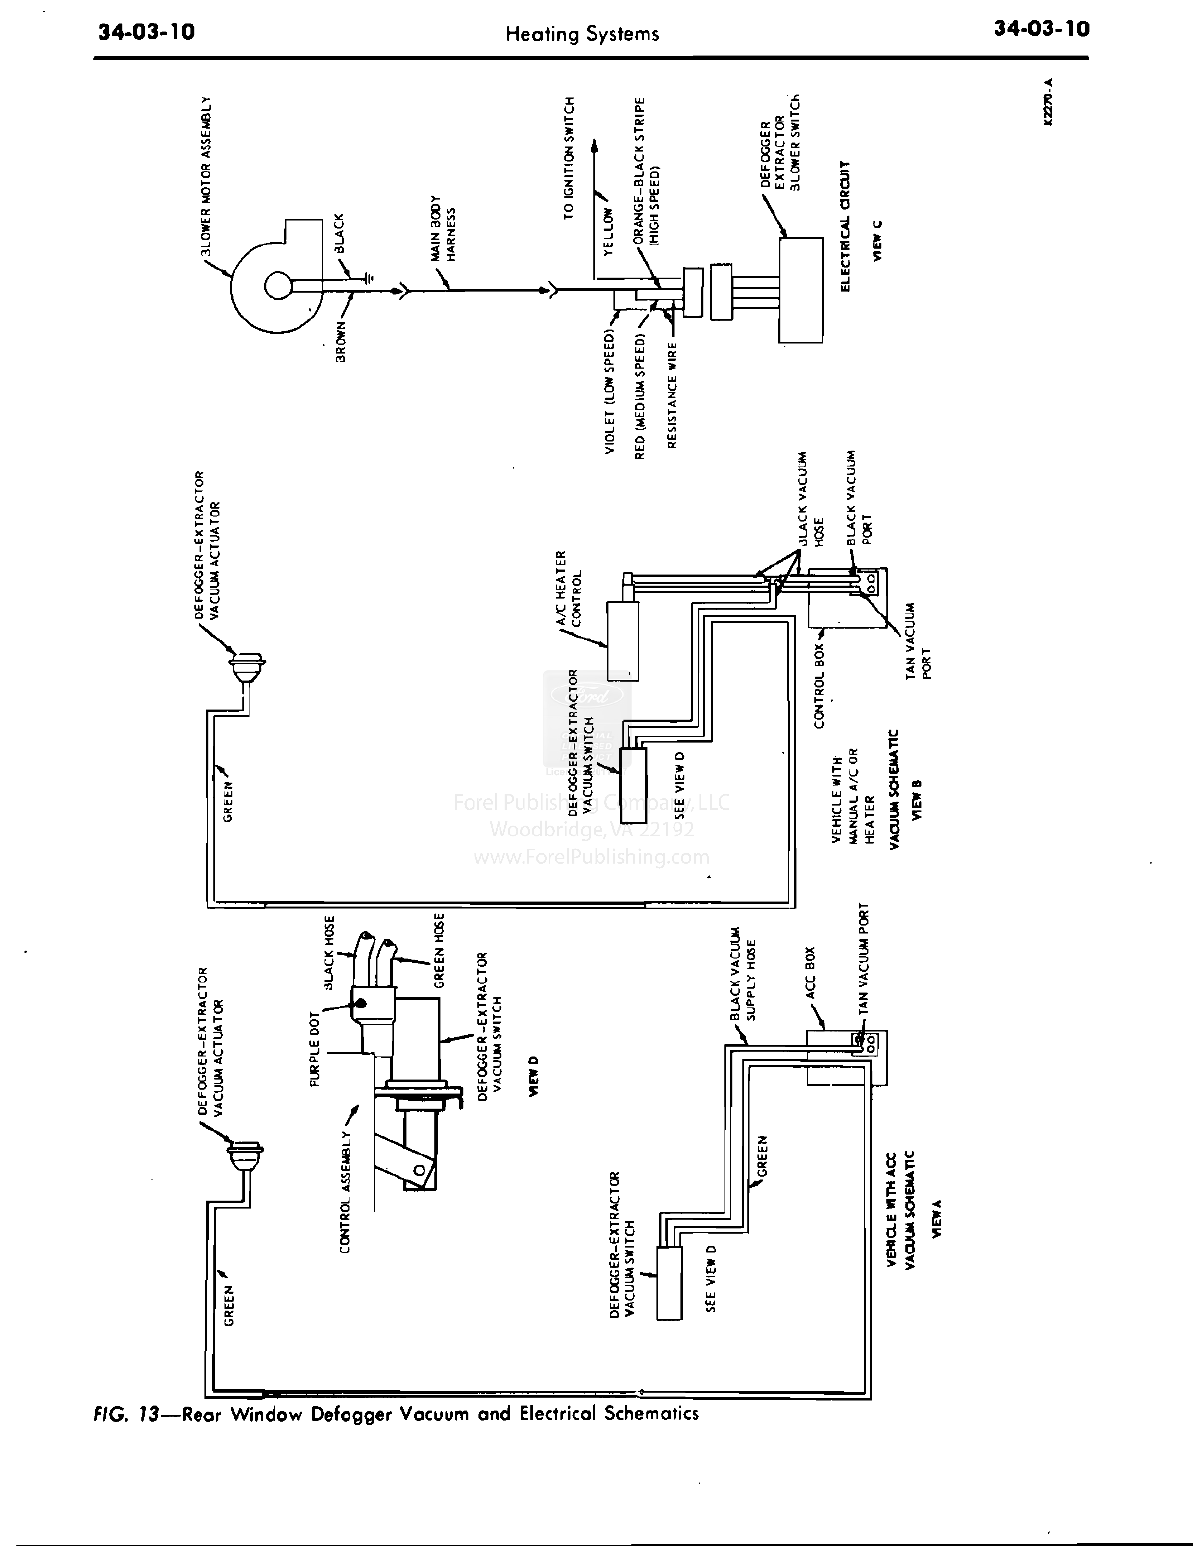 34-03-10
Heating Systems
34-03-10
BLOWER MOTOR ASSEMBLY
BLACK
BROWN
MAIN BODY
HARNESS
TO IGNITION SWITCH
YELLOW
ORANGE-BLACK STRIPE
(HIGH SPEED)
VIOLET (LOW SPEED)
RED (MEDIUM SPEED)
RESISTANCE WIRE
DEFOGGER
EXTRACTOR
BLOWER SWITCH
ELECTRICAL CIRCUIT
VIEW C
K2270-A
DEFOGGER-EXTRACTOR
VACUUM ACTUATOR
GREEN
A/C HEATER
CONTROL
DEFOGGER-EXTRACTOR
VACUUM SWITCH
SEE VIEW D
BLACK VACUUM
HOSE
BLACK VACUUM
PORT
CONTROL BOX
TAN VACUUM
PORT
VEHICLE WITH
MANUAL A/C OR
HEATER
VACUUM SCHEMATIC
VIEW B
Ford
Forel Publishing Company, LLC
Woodbridge, VA 22192
www.ForelPublishing.com
DEFOGGER-EXTRACTOR
VACUUM ACTUATOR
GREEN
BLACK HOSE
GREEN HOSE
PURPLE DOT
CONTROL ASSEMBLY
DEFOGGER-EXTRACTOR
VACUUM SWITCH
VIEW D
DEFOGGER-EXTRACTOR
VACUUM SWITCH
SEE VIEW D
BLACK VACUUM
SUPPLY HOSE
GREEN
ACC BOX
TAN VACUUM PORT
VEHICLE WITH ACC
VACUUM SCHEMATIC
VIEW A
FIG. 13—Rear Window Defogger Vacuum and Electrical Schematics